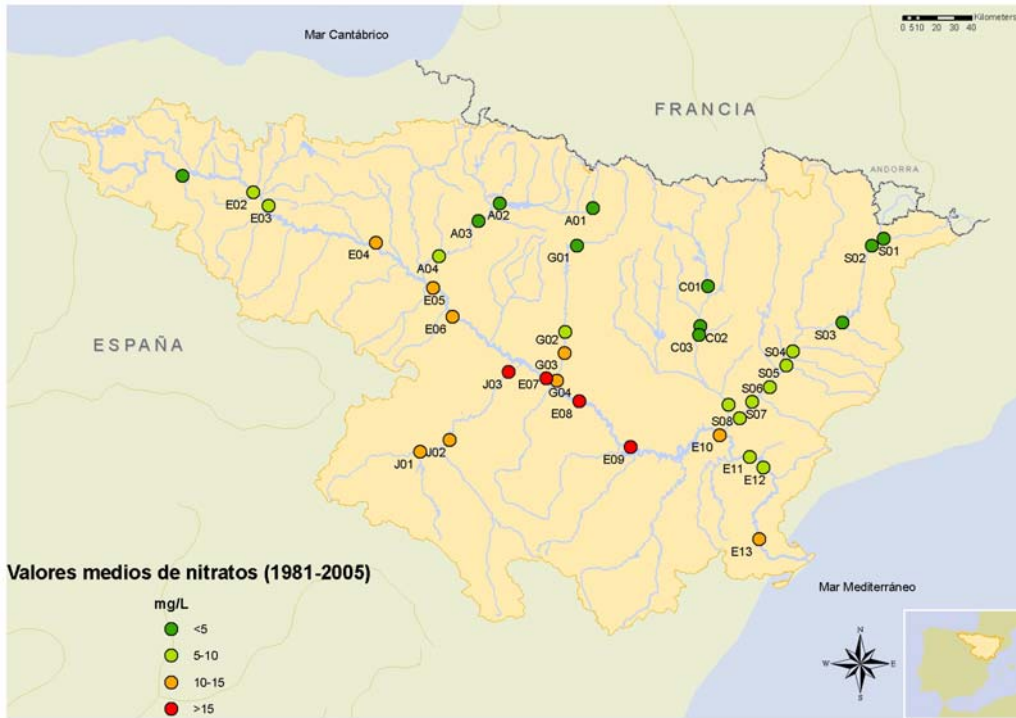 Mar Cantábrico
Kilometers
0 5 10 20 30 40
FRANCIA
ANDORRA
E02
E03
A02
A01
A03
S02
S01
E04
A04
G01
C01
E05
E06
C02
C03
S03
ESPAÑA
G02
S04
G03
S05
J03
E07
G04
S06
E08
S07
S08
E10
J02
J01
E09
E11
E12
E13
Valores medios de nitratos (1981-2005)
mg/L
<5
5-10
10-15
>15
Mar Mediterráneo
N
W
E
S